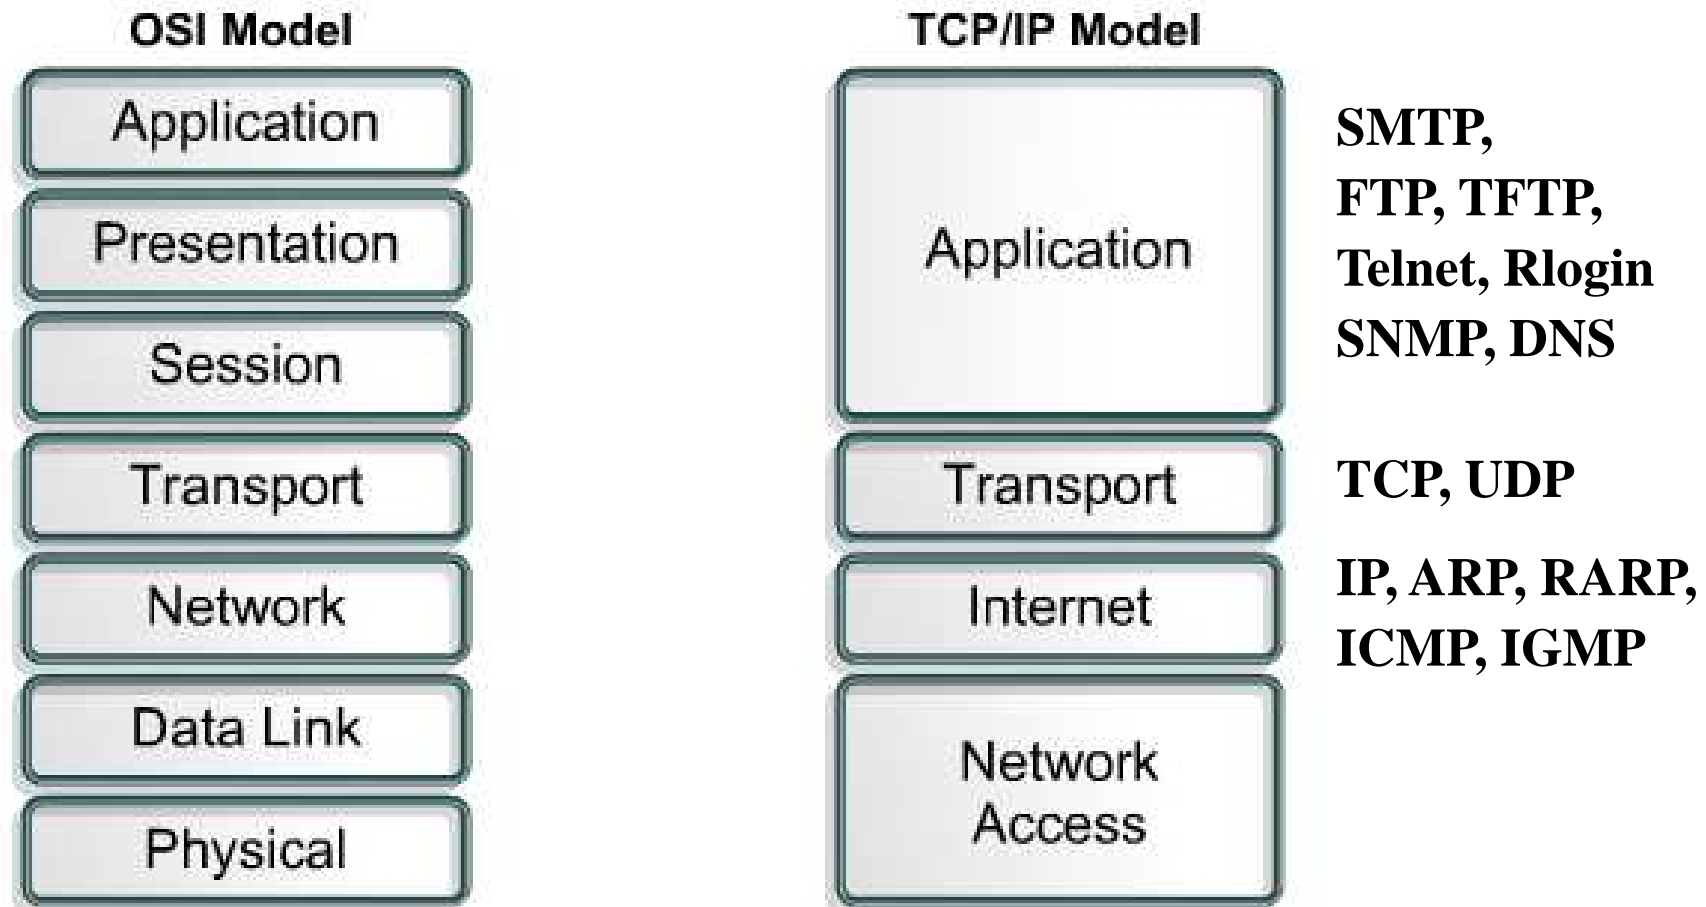 OSI Model
Application
Presentation
Session
Transport
Network
Data Link
Physical
TCP/IP Model
Application
Transport
Internet
Network
Access
SMTP,
FTP, TFTP,
Telnet, Rlogin
SNMP, DNS
TCP, UDP
IP, ARP, RARP,
ICMP, IGMP